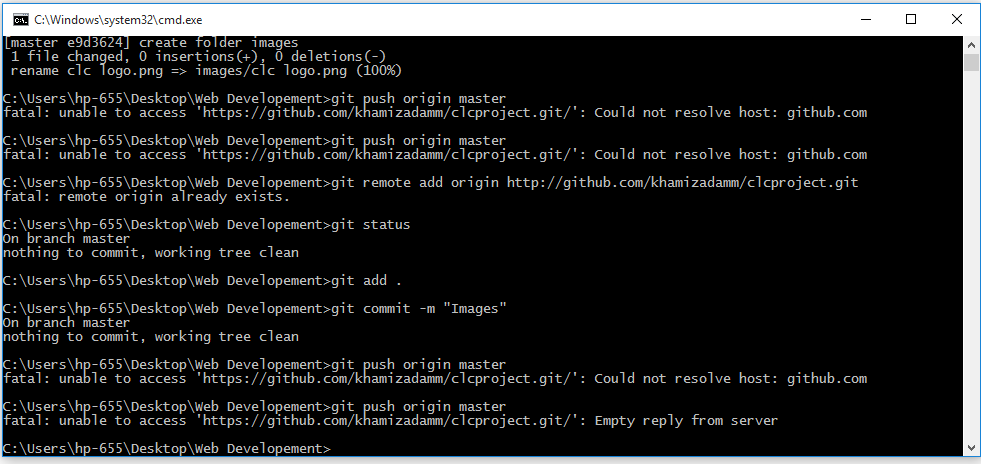 C:\Windows\system32\cmd.exe
[master e9d3624] create folder images
1 file changed, 0 insertions(+), 0 deletions(-)
rename clc logo.png => images/clc logo.png (100%)
C:\Users\hp-655\Desktop\Web Developement>git push origin master
fatal: unable to access 'https://github.com/khamizadamm/clcproject.git/': Could not resolve host: github.com
C:\Users\hp-655\Desktop\Web Developement>git push origin master
fatal: unable to access 'https://github.com/khamizadamm/clcproject.git/': Could not resolve host: github.com
C:\Users\hp-655\Desktop\Web Developement>git remote add origin http://github.com/khamizadamm/clcproject.git
fatal: remote origin already exists.
C:\Users\hp-655\Desktop\Web Developement>git status
On branch master
nothing to commit, working tree clean
C:\Users\hp-655\Desktop\Web Developement>git add .
C:\Users\hp-655\Desktop\Web Developement>git commit -m "Images"
On branch master
nothing to commit, working tree clean
C:\Users\hp-655\Desktop\Web Developement>git push origin master
fatal: unable to access 'https://github.com/khamizadamm/clcproject.git/': Could not resolve host: github.com
C:\Users\hp-655\Desktop\Web Developement>git push origin master
fatal: unable to access 'https://github.com/khamizadamm/clcproject.git/': Empty reply from server
C:\Users\hp-655\Desktop\Web Developement>